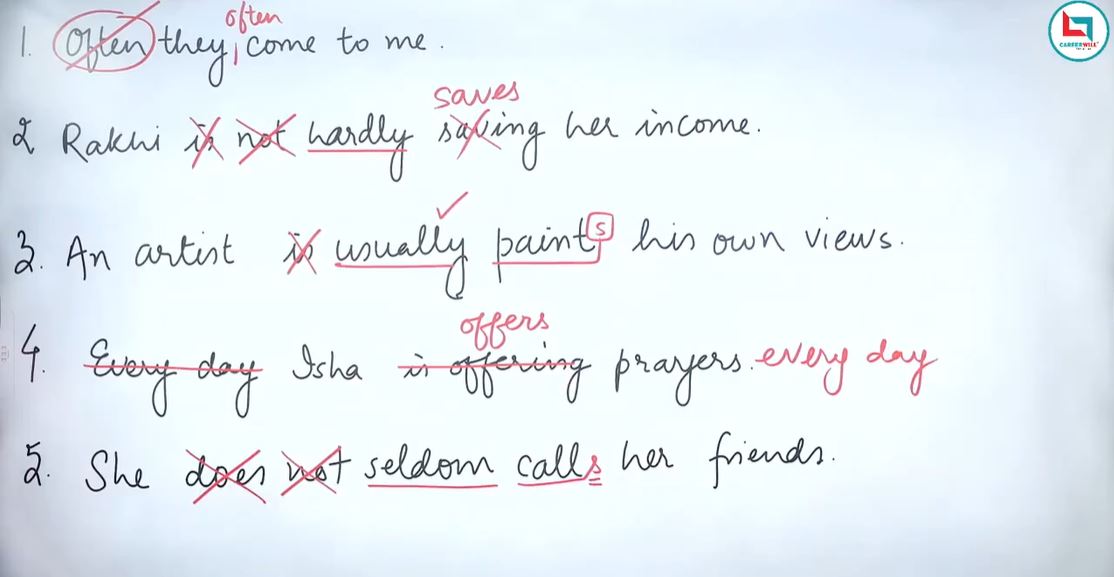 often
1. Often they, come to me.
saves
2 Rakhi is not hardly saving her income.
3. An artist is usually paints his own views.
offers
4. Every day Isha is offering prayers. every day
5. She does not seldom calls her friends.
CAREERWILL